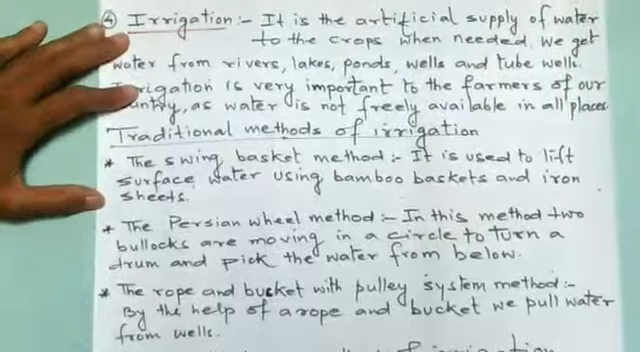 ④ Irrigation :- It is the artificial supply of water
to the crops when needed. We get
water from rivers, lakes, ponds, wells and tube wells.
rigation is very important to the farmers of our
untry, as water is not freely available in all places.
Traditional methods of irrigation
* The swing basket method :- It is used to lift
surface water using bamboo baskets and iron
sheets.
* The Persian wheel method :- In this method two
bullocks are moving in a circle to turn a
drum and pick the water from below.
* The rope and bucket with pulley system method :-
By the help of a rope and bucket we pull water
from wells.
of irrigation